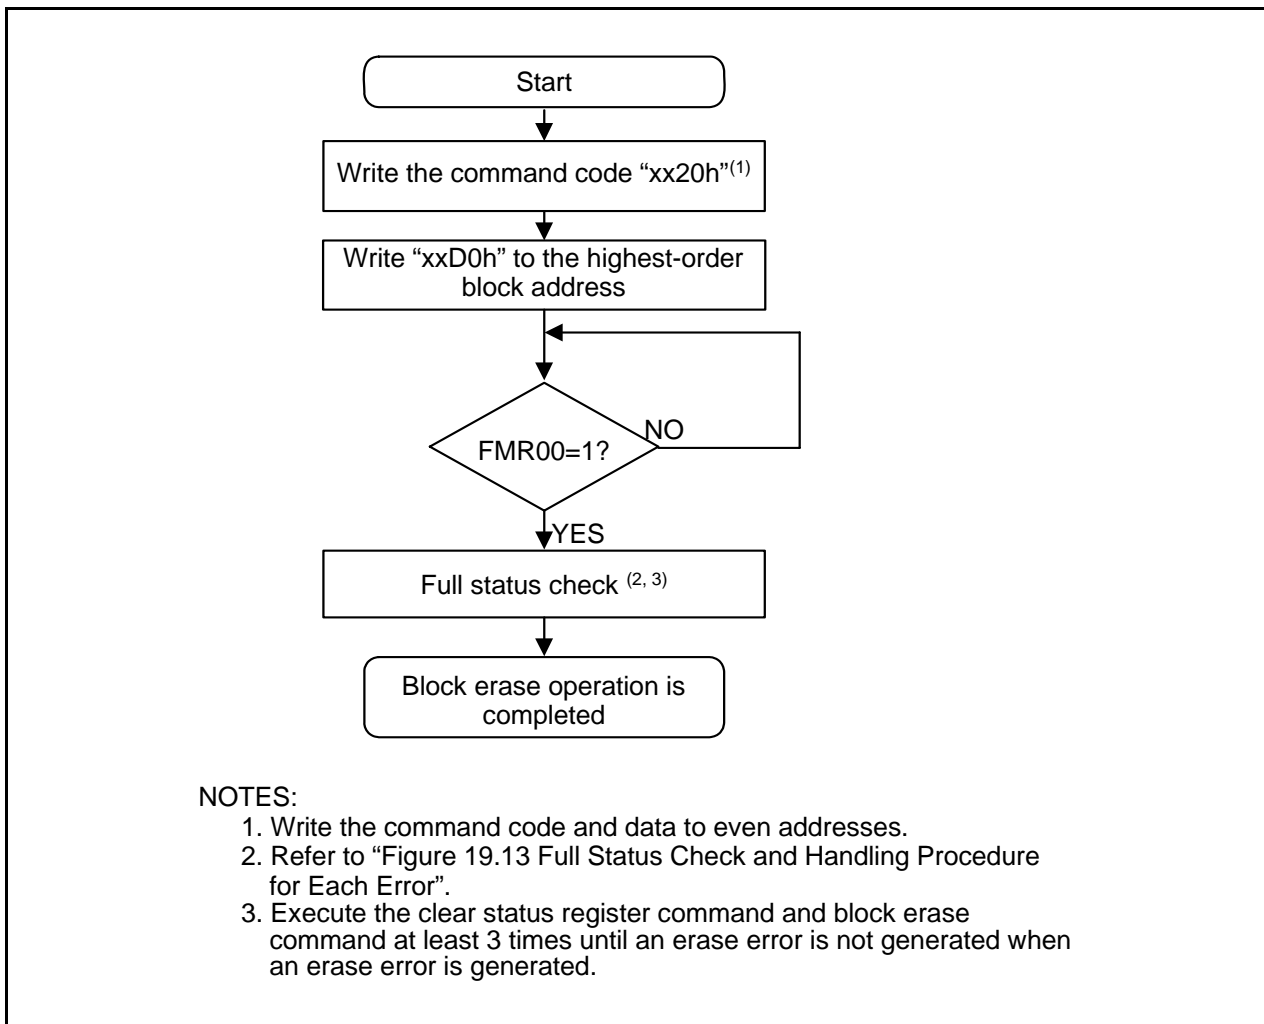 Start
Write the command code “xx20h”(1)
Write “xxD0h” to the highest-order
block address
NO
FMR00=1?
YES
Full status check (2, 3)
Block erase operation is
completed
NOTES:
1. Write the command code and data to even addresses.
2. Refer to “Figure 19.13 Full Status Check and Handling Procedure
for Each Error”.
3. Execute the clear status register command and block erase
command at least 3 times until an erase error is not generated when
an erase error is generated.